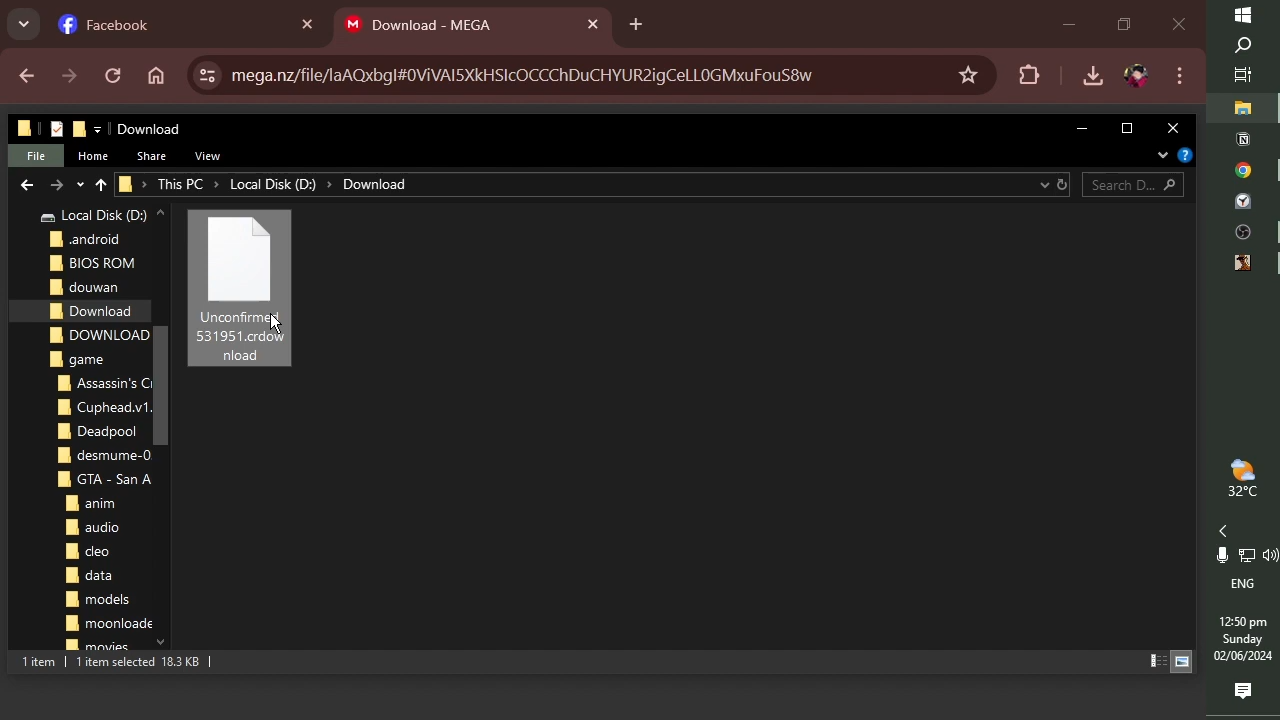 Facebook
Download - MEGA
mega.nz/file/laAQxbgI#0ViVAI5XkHSIcOCCChDuCHYUR2igCeLL0GMxuFouS8w
Download
File Home Share View
This PC Local Disk (D:) Download
Search D...
Local Disk (D:)
.android
BIOS ROM
douwan
Download
DOWNLOAD
game
Assassin's C
Cuphead.v1.
Deadpool
desmume-0
GTA - San A
anim
audio
cleo
data
models
moonloade
movies
Unconfirmed
531951.crdow
nload
1 item 1 item selected 18.3 KB
32°C
ENG
12:50 pm
Sunday
02/06/2024